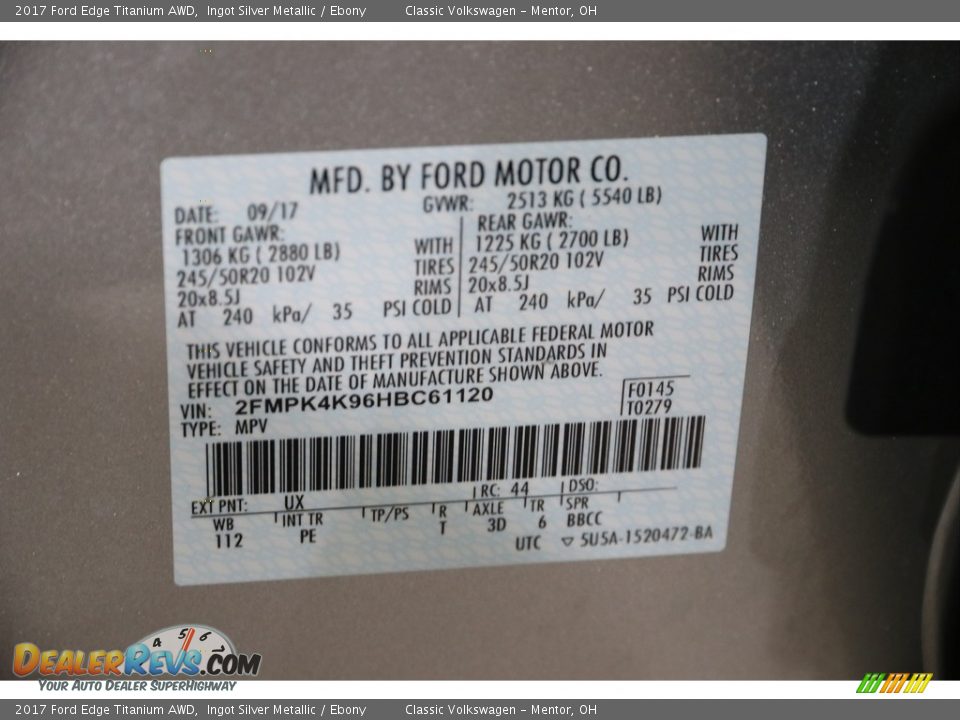 2017 Ford Edge Titanium AWD,  Ingot Silver Metallic / Ebony        Classic Volkswagen - Mentor, OH
MFD. BY FORD MOTOR CO.
DATE: 09/17 GVWR: 2513 KG ( 5540 LB)
FRONT GAWR: REAR GAWR:
1306 KG ( 2880 LB) WITH 1225 KG ( 2700 LB) WITH
245/50R20 102V TIRES 245/50R20 102V TIRES
20x8.5J RIMS 20x8.5J RIMS
AT 240 kPa/ 35 PSI COLD AT 240 kPa/ 35 PSI COLD
THIS VEHICLE CONFORMS TO ALL APPLICABLE FEDERAL MOTOR
VEHICLE SAFETY AND THEFT PREVENTION STANDARDS IN
EFFECT ON THE DATE OF MANUFACTURE SHOWN ABOVE.
VIN: 2FMPK4K96HBC61120 F0145
TYPE: MPV T0279
EXT PNT: UX RC: 44 DSO:
WB INT TR TP/PS R AXLE TR SPR
112 PE T 3D 6 BBCC
UTC ▽ 5U5A-1520472-BA
4 5 6
DealerRevs.com
Your Auto Dealer SuperHighway
2017 Ford Edge Titanium AWD,  Ingot Silver Metallic / Ebony        Classic Volkswagen - Mentor, OH